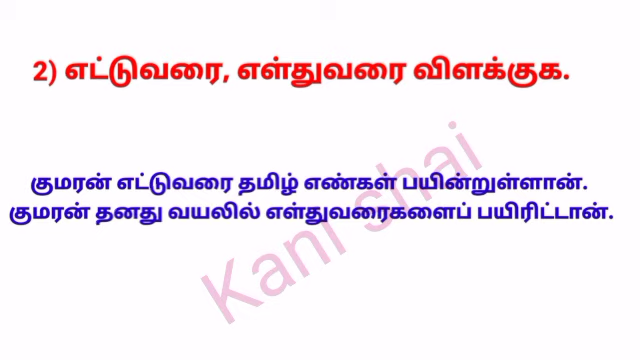 2) எட்டுவரை, எள்துவரை விளக்குக.
குமரன் எட்டுவரை தமிழ் எண்கள் பயின்றுள்ளான்.
குமரன் தனது வயலில் எள்துவரைகளைப் பயிரிட்டான்.
Kani shai